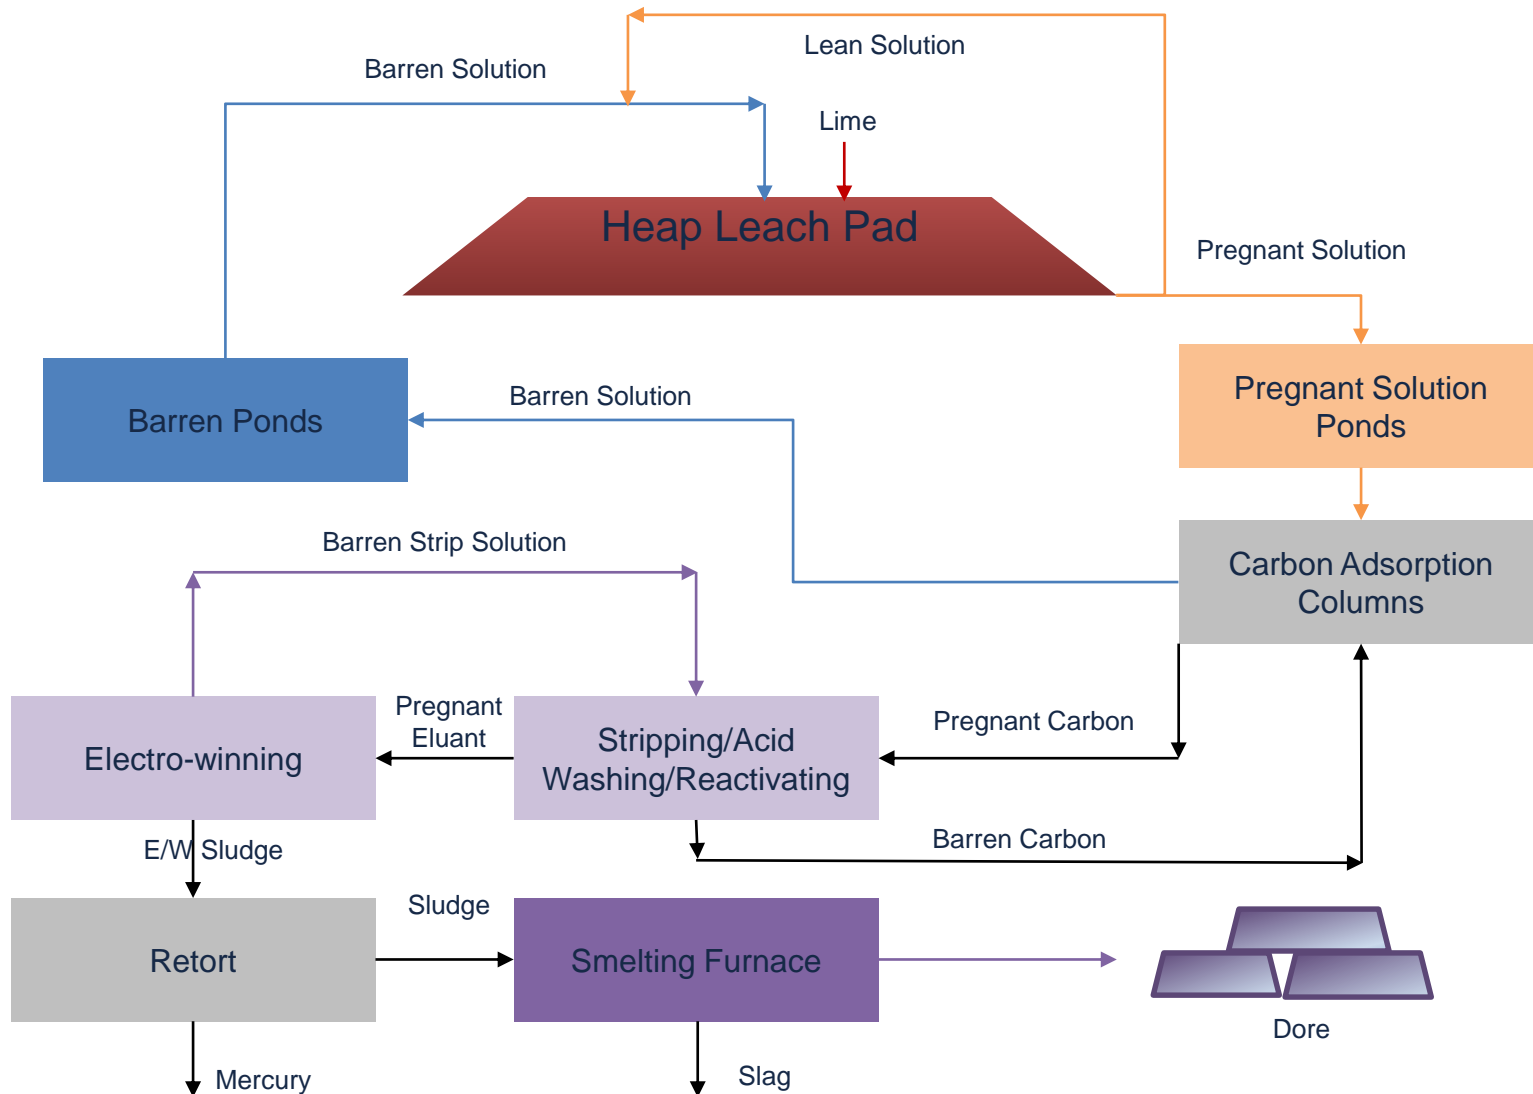 Lean Solution
Barren Solution
Lime
Heap Leach Pad
Pregnant Solution
Pregnant Solution
Ponds
Barren Solution
Barren Ponds
Barren Strip Solution
Carbon Adsorption
Columns
Pregnant
Eluant
Pregnant Carbon
Electro-winning
Stripping/Acid
Washing/Reactivating
Barren Carbon
E/W Sludge
Sludge
Retort
Smelting Furnace
Dore
Mercury
Slag